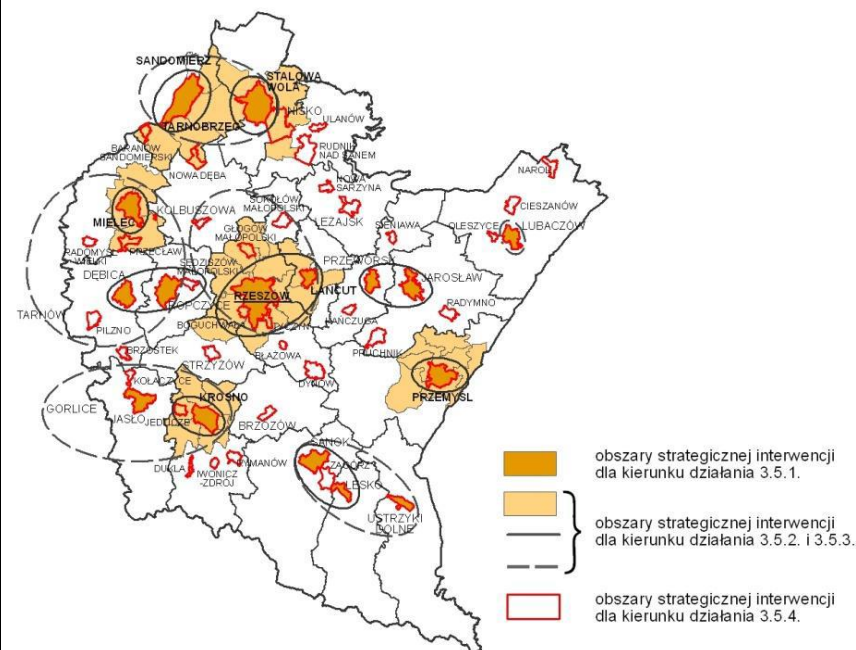 SANDOMIERZ
STALOWA
WOLA
NISKO
TARNOBRZEG
ULANÓW
BARANÓW
SANDOMIERSKI
RUDNIK
NAD SANEM
NOWA DĘBA
NAROL
NOWA
SARZYNA
CIESZANÓW
MIELEC
KOLBUSZOWA
SOKOŁÓW
MAŁOPOLSKI
LEŻAJSK
GŁOGÓW
MAŁOPOLSKI
SIENIAWA
OLESZYCE
LUBACZÓW
RADOMYŚL
WIELKI
PRZECŁAW
SĘDZISZÓW
MAŁOPOLSKI
PRZEWORSK
DĘBICA
JAROSŁAW
ROPCZYCE
RZESZÓW
ŁAŃCUT
TARNÓW
RADYMNO
PILZNO
BOGUCHWAŁA
TYCZYN
KAŃCZUGA
BRZOSTEK
STRZYŻÓW
BŁAŻOWA
PRUCHNIK
KOŁACZYCE
DYNÓW
PRZEMYŚL
GORLICE
JASŁO
JEDLICZE
KROSNO
BRZOZÓW
SANOK
ZAGÓRZ
DUKLA
IWONICZ
-ZDRÓJ
RYMANÓW
LESKO
USTRZYKI
DOLNE
obszary strategicznej interwencji
dla kierunku działania 3.5.1.
obszary strategicznej interwencji
dla kierunku działania 3.5.2. i 3.5.3.
obszary strategicznej interwencji
dla kierunku działania 3.5.4.